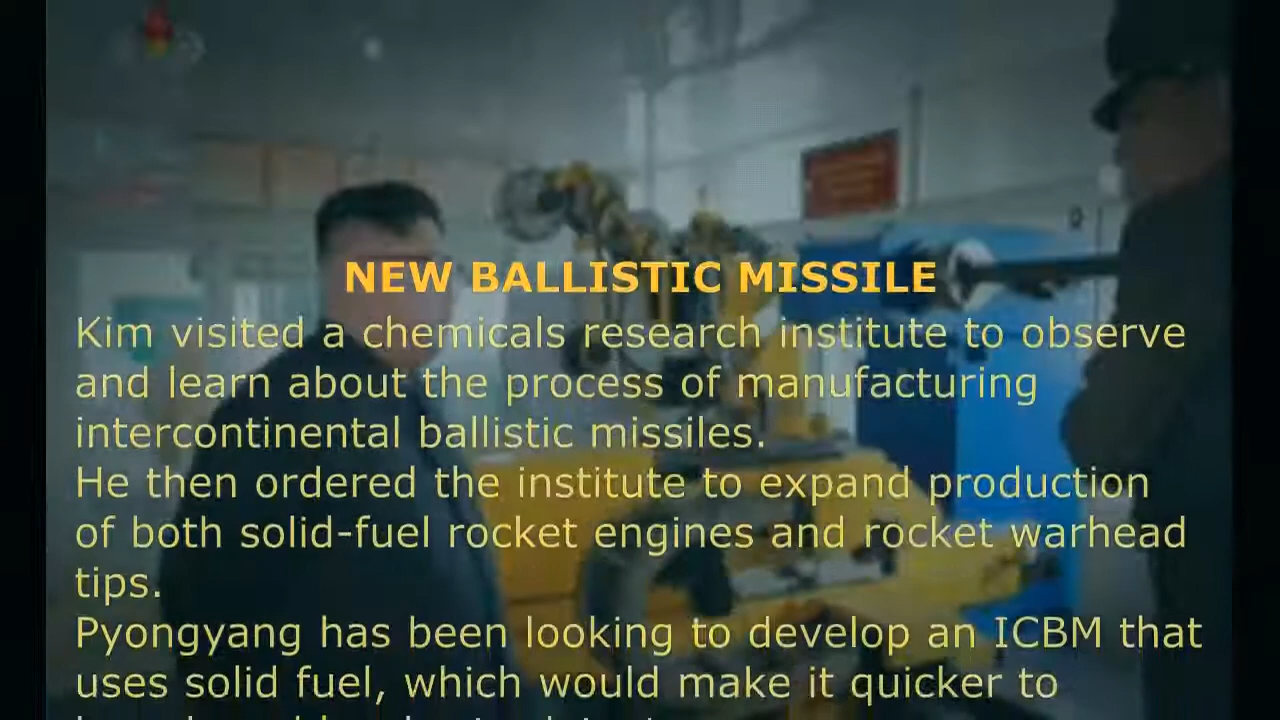 NEW BALLISTIC MISSILE
Kim visited a chemicals research institute to observe
and learn about the process of manufacturing
intercontinental ballistic missiles.
He then ordered the institute to expand production
of both solid-fuel rocket engines and rocket warhead
tips.
Pyongyang has been looking to develop an ICBM that
uses solid fuel, which would make it quicker to